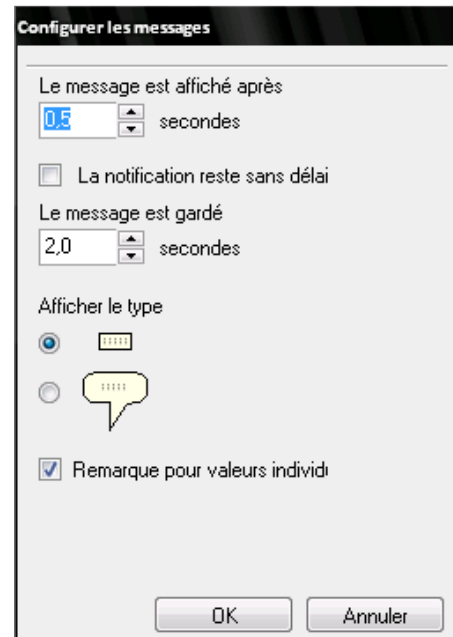 Configurer les messages
Le message est affiché après
0,5 secondes
La notification reste sans délai
Le message est gardé
2,0 secondes
Afficher le type
Remarque pour valeurs individu
OK Annuler